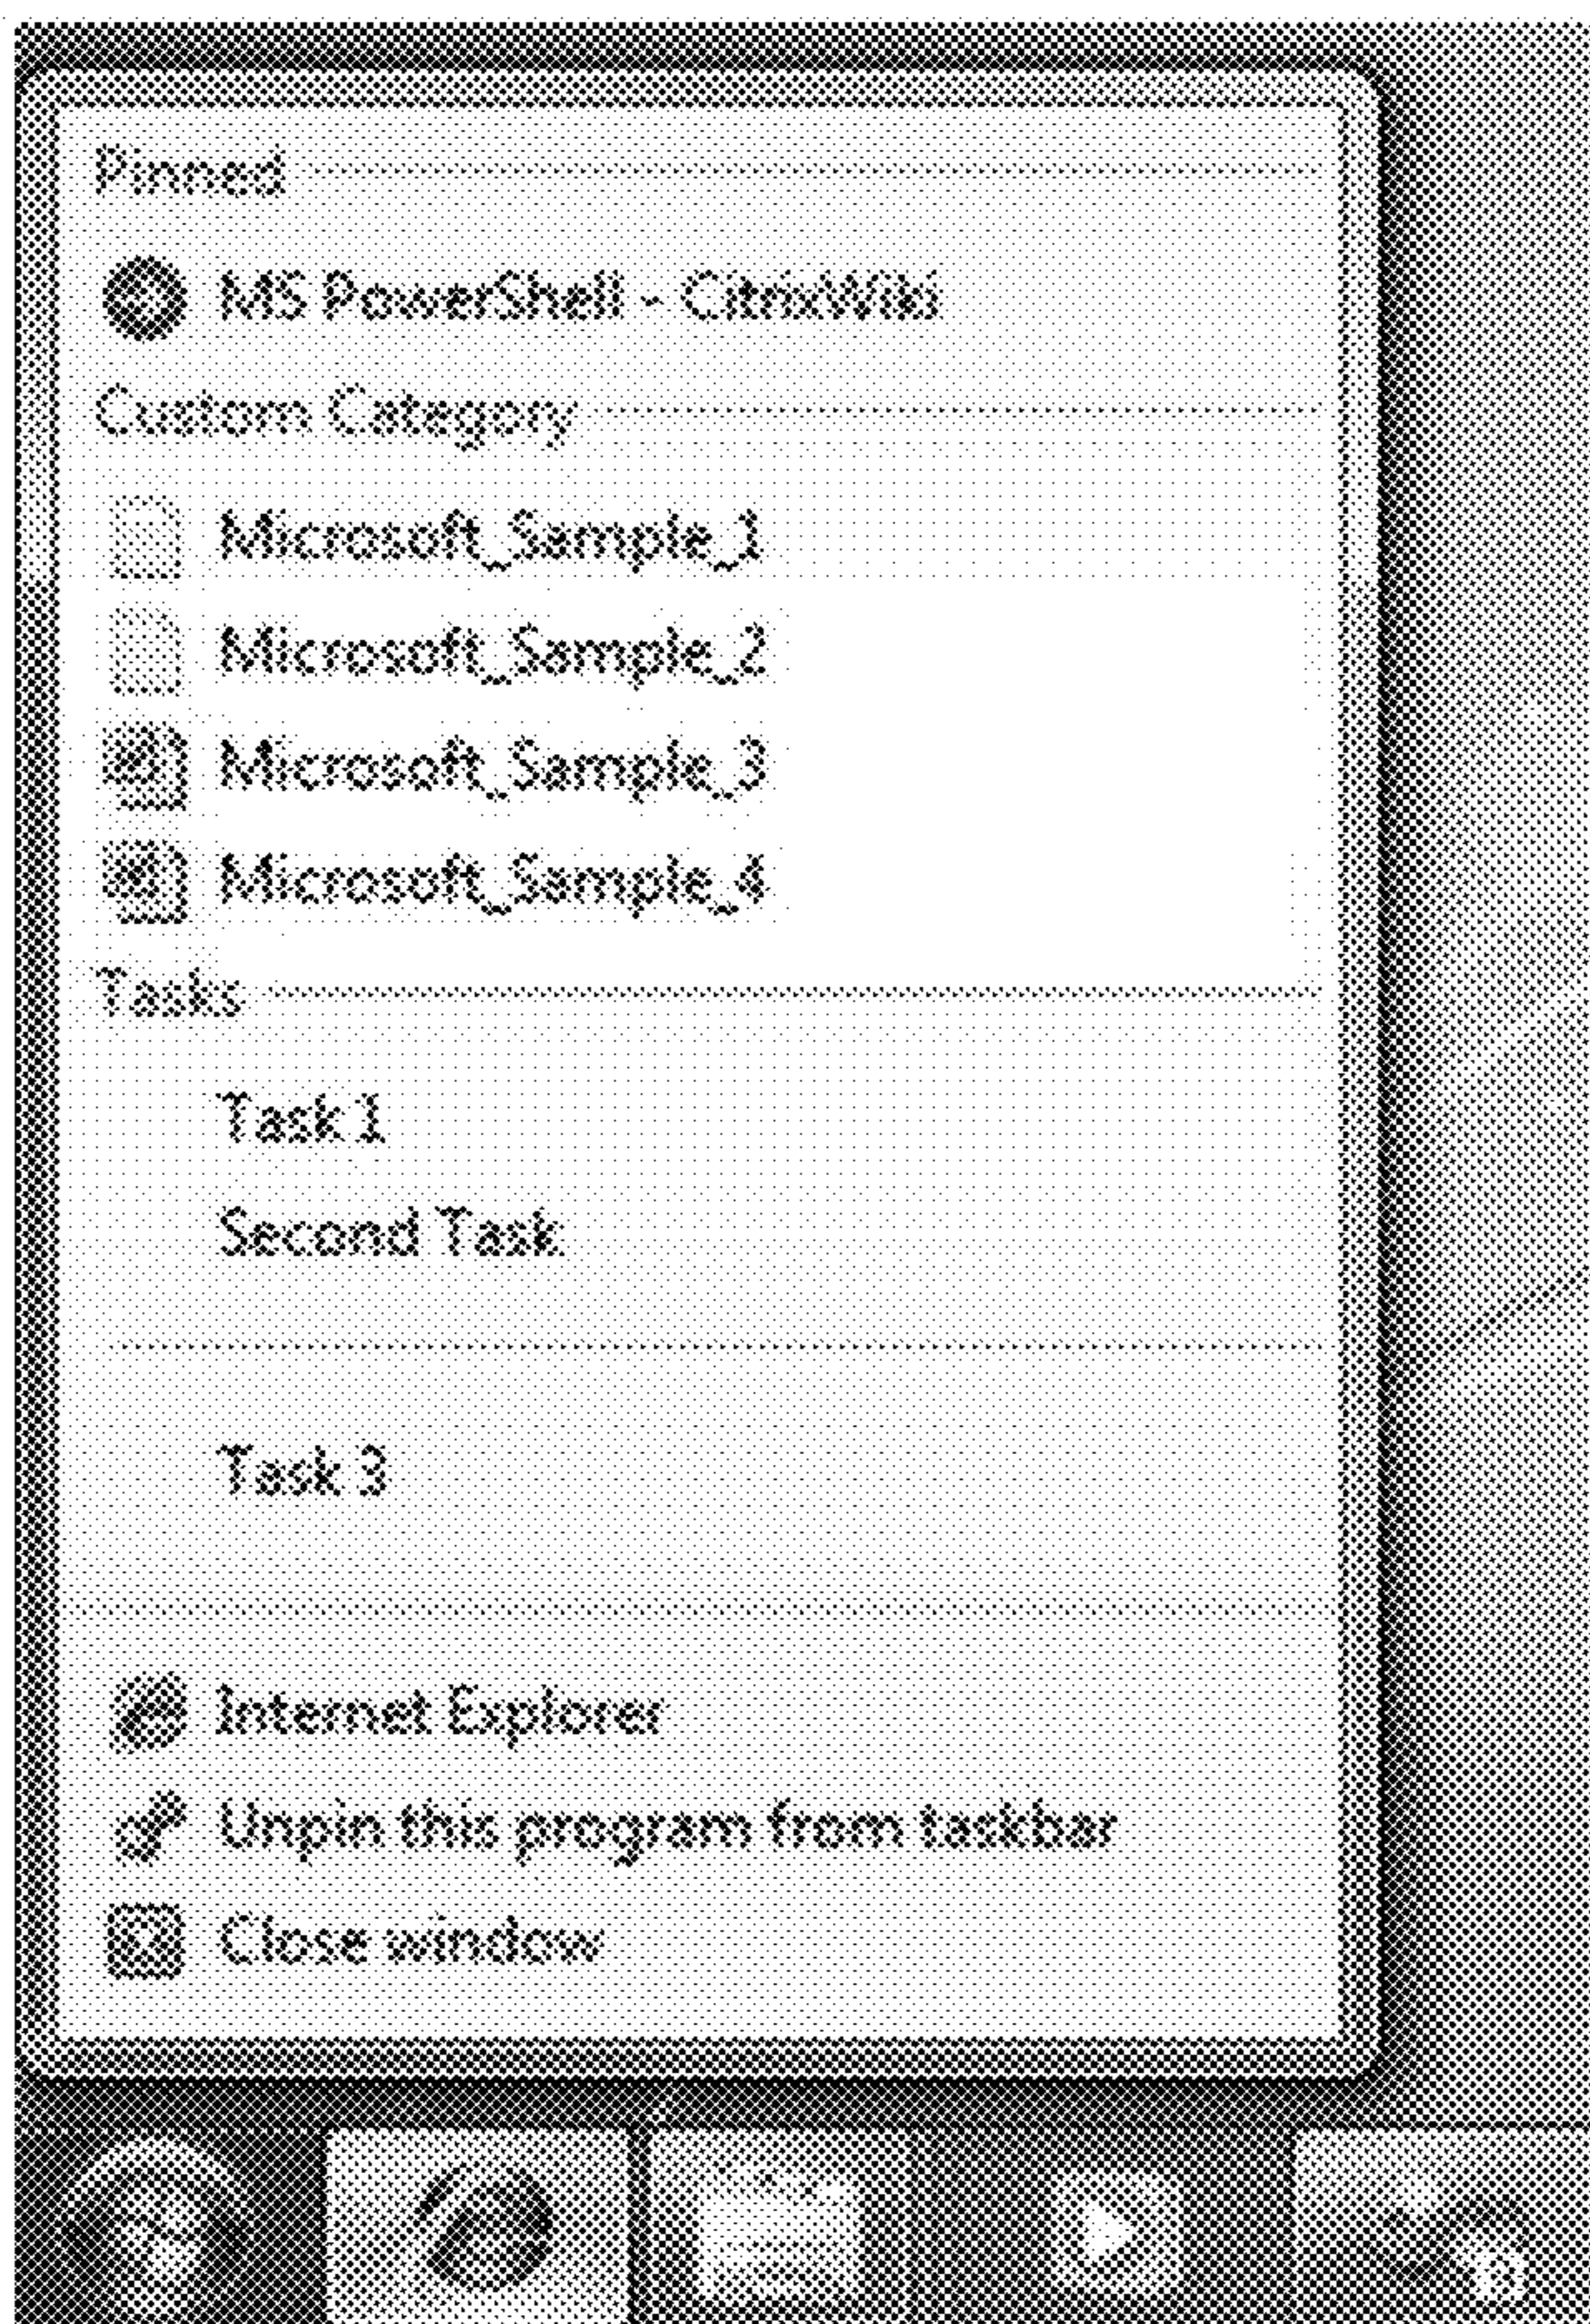 Pinned
MS PowerShell - CitrixWiki
Custom Category
Microsoft_Sample_1
Microsoft_Sample_2
Microsoft_Sample_3
Microsoft_Sample_4
Tasks
Task 1
Second Task
Task 3
Internet Explorer
Unpin this program from taskbar
Close window